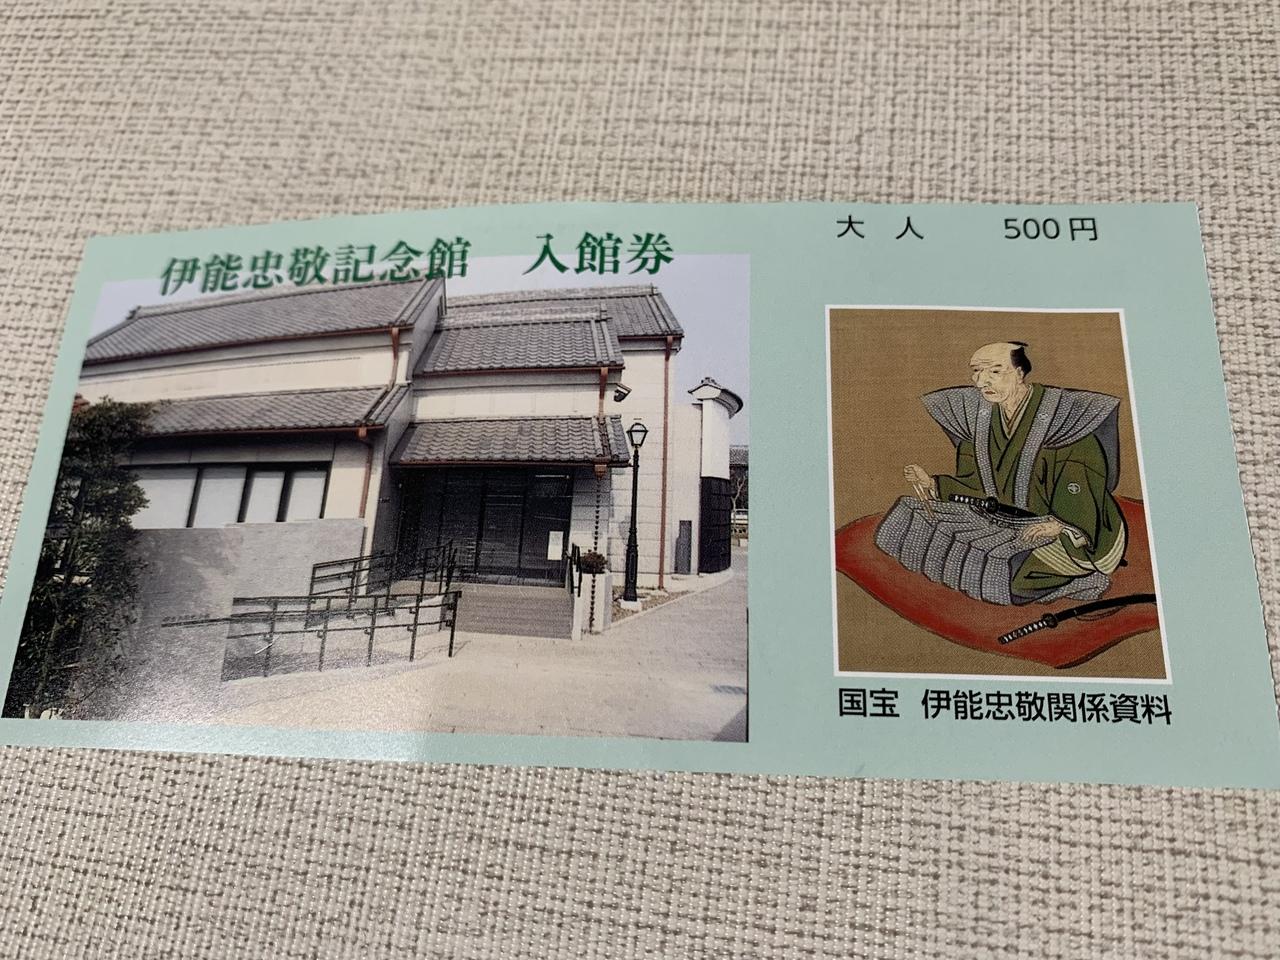 伊能忠敬記念館　入館券
大人　500円
国宝　伊能忠敬関係資料